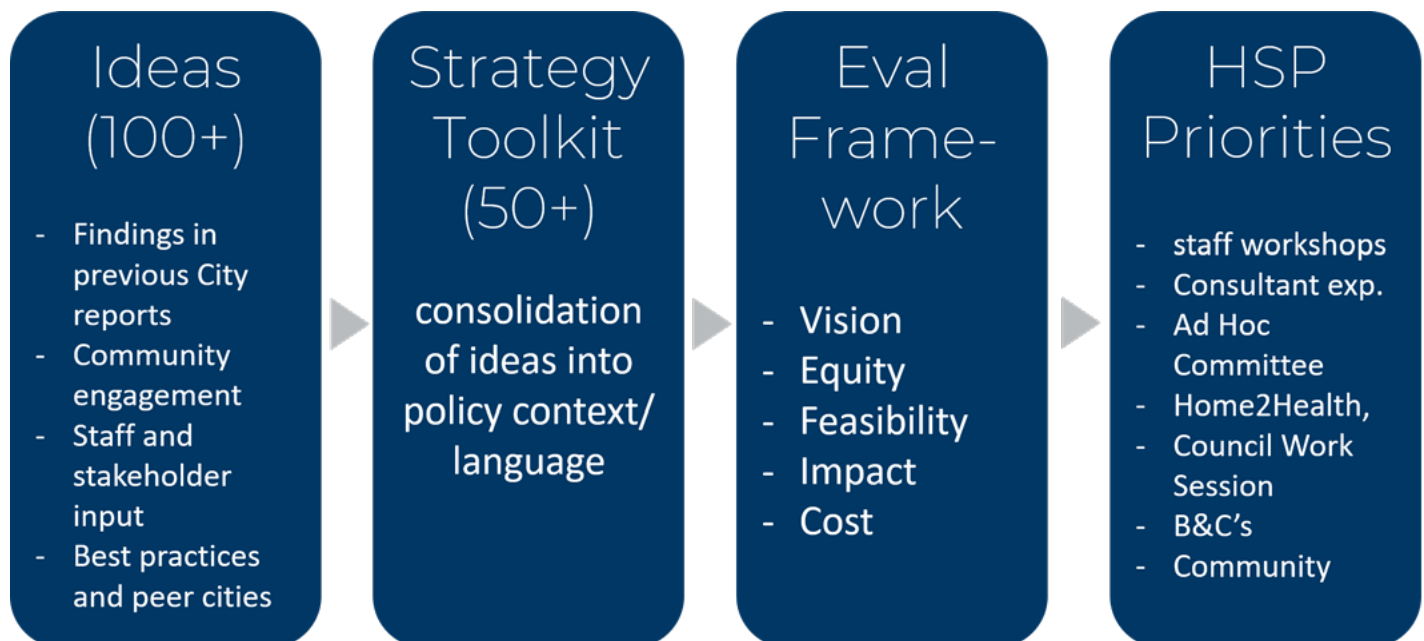 Ideas
(100+)
- Findings in
previous City
reports
- Community
engagement
- Staff and
stakeholder
input
- Best practices
and peer cities
Strategy
Toolkit
(50+)
consolidation
of ideas into
policy context/
language
Eval
Frame-
work
- Vision
- Equity
- Feasibility
- Impact
- Cost
HSP
Priorities
- staff workshops
- Consultant exp.
- Ad Hoc
Committee
- Home2Health,
- Council Work
Session
- B&C’s
- Community